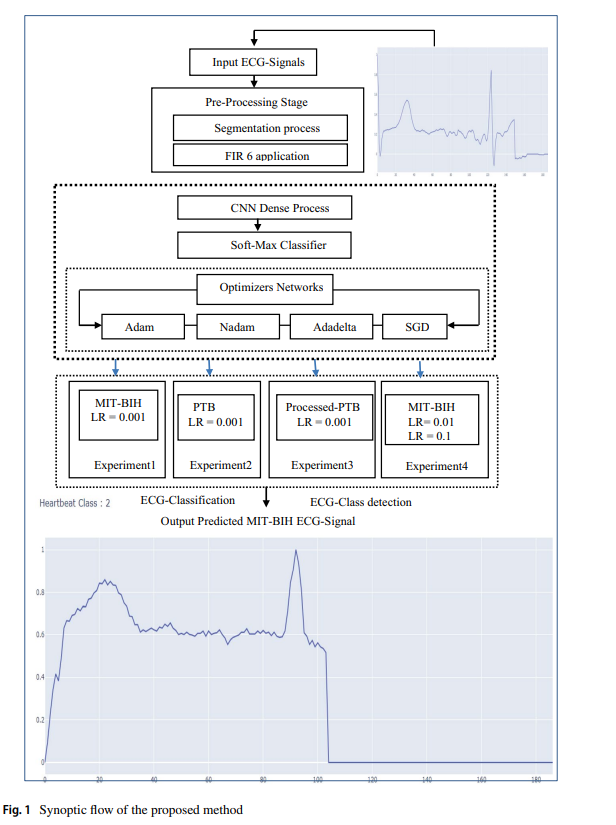 Input ECG-Signals
Pre-Processing Stage
Segmentation process
FIR 6 application
CNN Dense Process
Soft-Max Classifier
Optimizers Networks
Adam
Nadam
Adadelta
SGD
MIT-BIH
LR = 0.001
Experiment1
PTB
LR = 0.001
Experiment2
Processed-PTB
LR = 0.001
Experiment3
MIT-BIH
LR= 0.01
LR = 0.1
Experiment4
Heartbeat Class : 2
ECG-Classification
ECG-Class detection
Output Predicted MIT-BIH ECG-Signal
1
0.8
0.6
0.4
0.2
0
0 20 40 60 80 100 120 140 160 180
Fig. 1 Synoptic flow of the proposed method